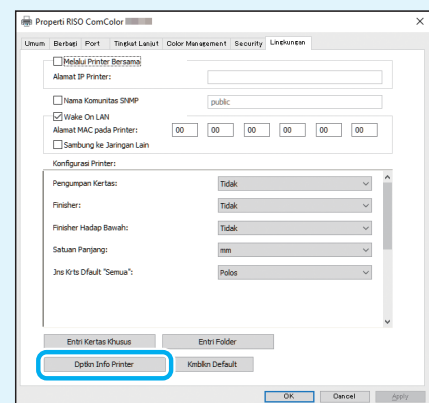 Properti RISO ComColor
Umum Berbagi Port Tingkat Lanjut Color Management Security Lingkungan
Melalui Printer Bersama
Alamat IP Printer:
Nama Komunitas SNMP public
Wake On LAN
Alamat MAC pada Printer: 00 00 00 00 00 00
Sambung ke Jaringan Lain
Konfigurasi Printer:
Pengumpan Kertas: Tidak
Finisher: Tidak
Finisher Hadap Bawah: Tidak
Satuan Panjang: mm
Jns Krts Dfault "Semua": Polos
Entri Kertas Khusus Entri Folder
Dptkn Info Printer Kmblkn Default
OK Cancel Apply